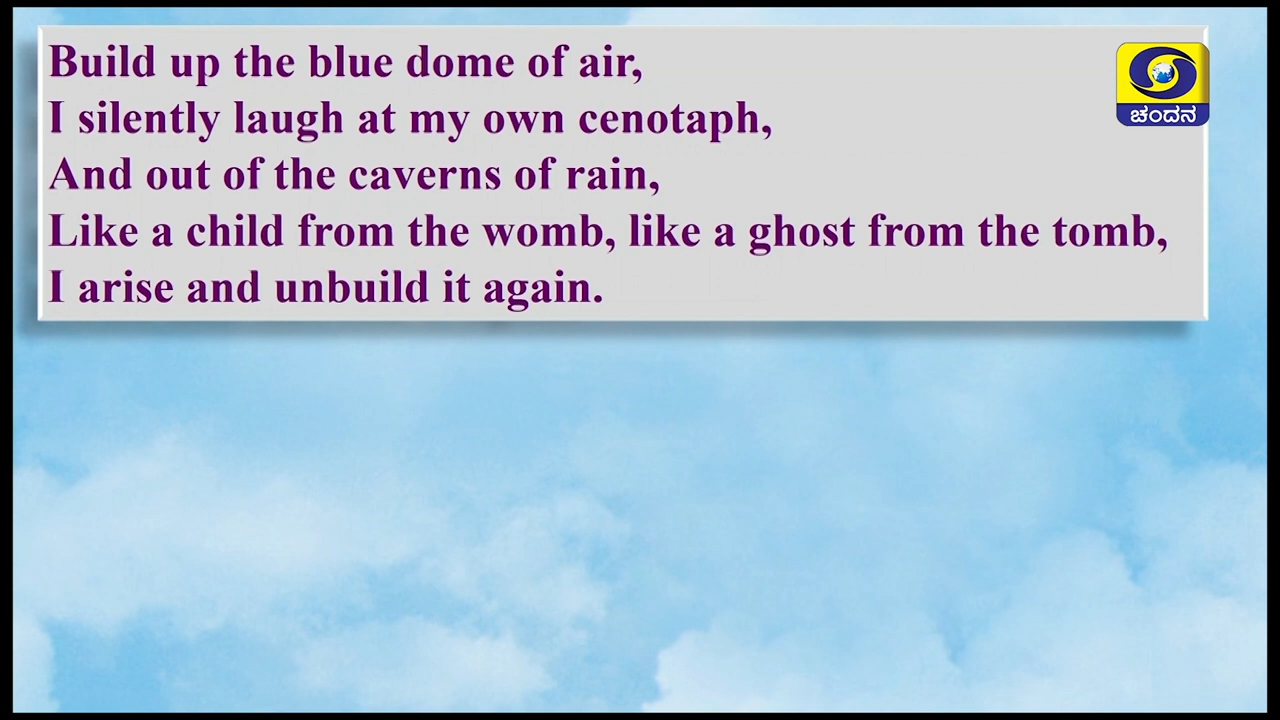 Build up the blue dome of air,
I silently laugh at my own cenotaph,
And out of the caverns of rain,
Like a child from the womb, like a ghost from the tomb,
I arise and unbuild it again.
ಚಂದನ